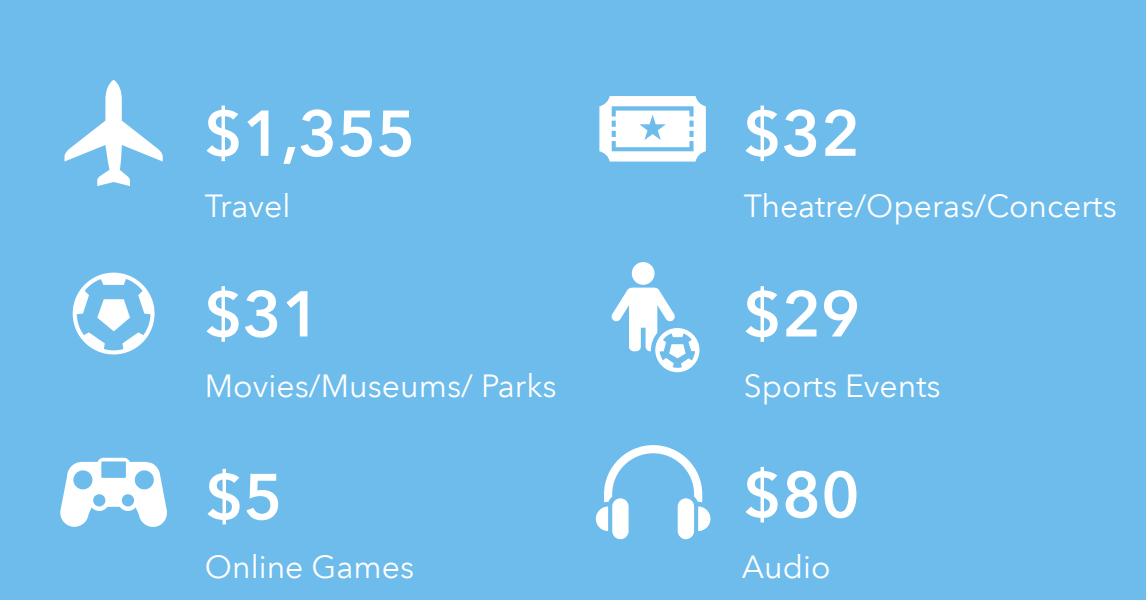 $1,355
Travel
$32
Theatre/Operas/Concerts
$31
Movies/Museums/ Parks
$29
Sports Events
$5
Online Games
$80
Audio